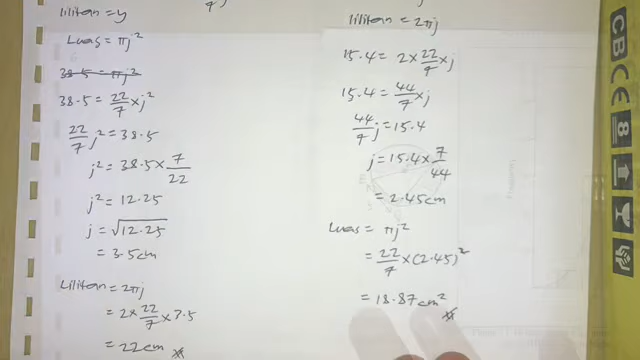 lilitan = y
Luas = πj²
38.5 = πj²
38.5 = 22/7 × j²
22/7 j² = 38.5
j² = 38.5 × 7/22
j² = 12.25
j = √12.25
= 3.5cm
Lilitan = 2πj
= 2 × 22/7 × 3.5
= 22cm
lilitan = 2πj
15.4 = 2 × 22/7 × j
15.4 = 44/7 × j
44/7 j = 15.4
j = 15.4 × 7/44
= 2.45cm
Luas = πj²
= 22/7 × (2.45)²
= 18.87cm²
CB
CE
8